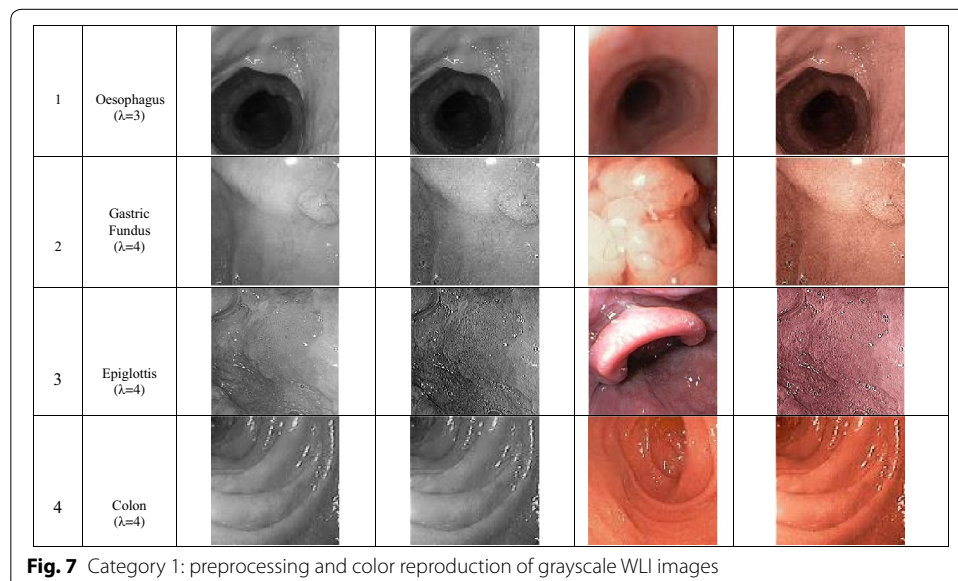 1
Oesophagus
(λ=3)
2
Gastric
Fundus
(λ=4)
3
Epiglottis
(λ=4)
4
Colon
(λ=4)
Fig. 7 Category 1: preprocessing and color reproduction of grayscale WLI images